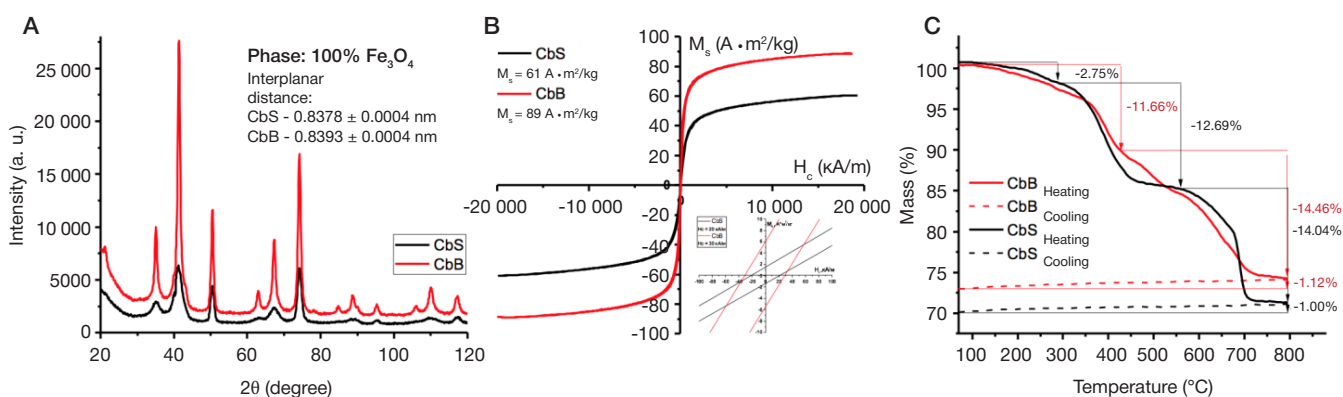 A
Intensity (a. u.)
25 000
20 000
15 000
10 000
5000
0
20
40
60
80
100
120
2θ (degree)
Phase: 100% Fe₃O₄
Interplanar
distance:
CbS - 0.8378 ± 0.0004 nm
CbB - 0.8393 ± 0.0004 nm
CbS
CbB
B
Mₛ (A • m²/kg)
CbS
Mₛ = 61 A • m²/kg
CbB
Mₛ = 89 A • m²/kg
100
80
60
40
20
0
-20
-40
-60
-80
-100
H꜀ (кA/m)
-20 000
-10 000
0
10 000
20 000
CbS
CbB
C
Mass (%)
100
95
90
85
80
75
70
100
200
300
400
500
600
700
800
Temperature (°C)
-2.75%
-11.66%
-12.69%
-14.46%
-14.04%
-1.12%
-1.00%
CbB Heating
CbB Cooling
CbS Heating
CbS Cooling